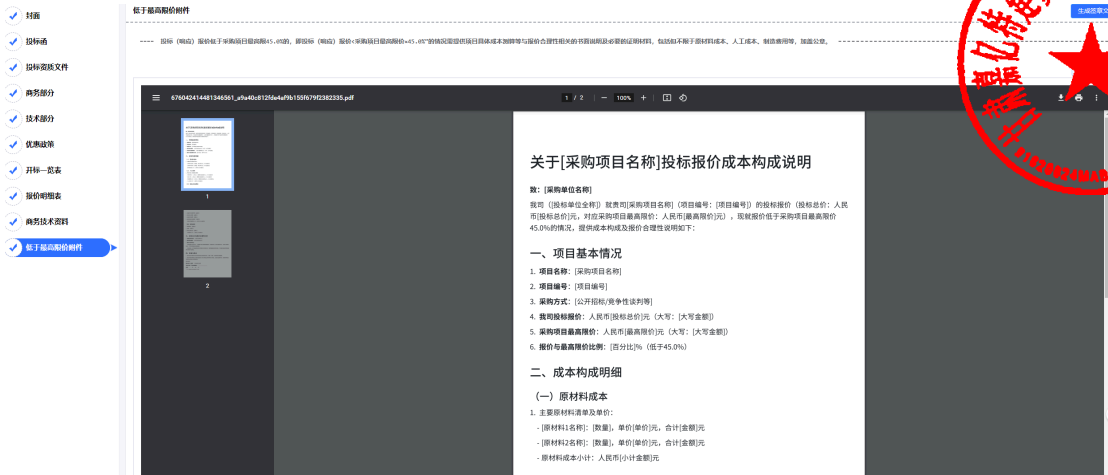 封面
投标函
投标资质文件
商务部分
技术部分
优惠政策
开标一览表
报价明细表
商务技术资料
低于最高限价附件
低于最高限价附件
生成签章文
---- 投标（响应）报价低于采购项目最高限45.0%的，即投标（响应）报价<采购项目最高限价×45.0%"的情况需提供项目具体成本测算等与报价合理性相关的书面说明及必要的证明材料，包括但不限于原材料成本、人工成本、制造费用等，加盖公章。
676042414481346561_a9a40c812fde4af9b155f679f2382335.pdf
1 / 2
100%
1
2
关于[采购项目名称]投标报价成本构成说明
致：[采购单位名称]
我司（[投标单位全称]）就贵司[采购项目名称]（项目编号：[项目编号]）的投标报价（投标总价：人民
币[投标总价]元，对应采购项目最高限价：人民币[最高限价]元），现就报价低于采购项目最高限价
45.0%的情况，提供成本构成及报价合理性说明如下：
一、项目基本情况
1. 项目名称：[采购项目名称]
2. 项目编号：[项目编号]
3. 采购方式：[公开招标/竞争性谈判等]
4. 我司投标报价：人民币[投标总价]元（大写：[大写金额]）
5. 采购项目最高限价：人民币[最高限价]元（大写：[大写金额]）
6. 报价与最高限价比例：[百分比]%（低于45.0%）
二、成本构成明细
（一）原材料成本
1. 主要原材料清单及单价：
- [原材料1名称]：[数量]，单价[单价]元，合计[金额]元
- [原材料2名称]：[数量]，单价[单价]元，合计[金额]元
- 原材料成本小计：人民币[小计金额]元